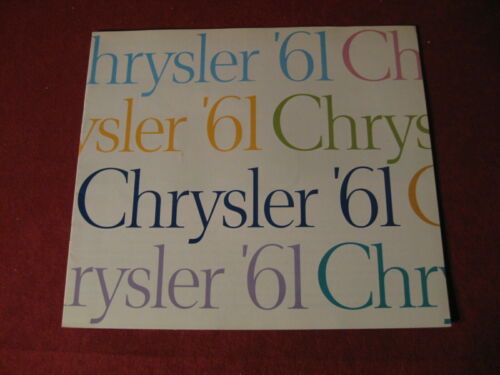 hrysler '61 Ch
ysler '61 Chrys
Chrysler '61 C
rysler '61 Chry